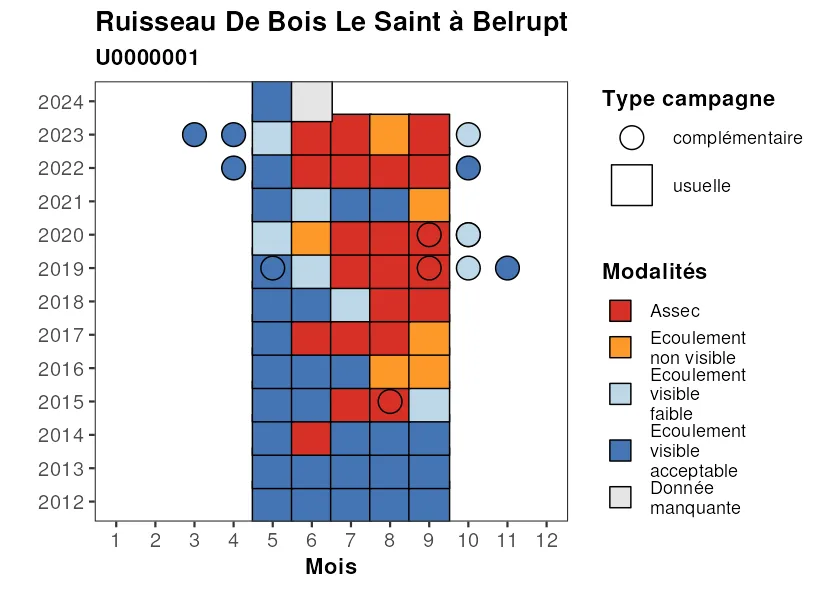 Ruisseau De Bois Le Saint à Belrupt
U0000001
2024
2023
2022
2021
2020
2019
2018
2017
2016
2015
2014
2013
2012
1 2 3 4 5 6 7 8 9 10 11 12
Mois
Type campagne
complémentaire
usuelle
Modalités
Assec
Ecoulement
non visible
Ecoulement
visible
faible
Ecoulement
visible
acceptable
Donnée
manquante